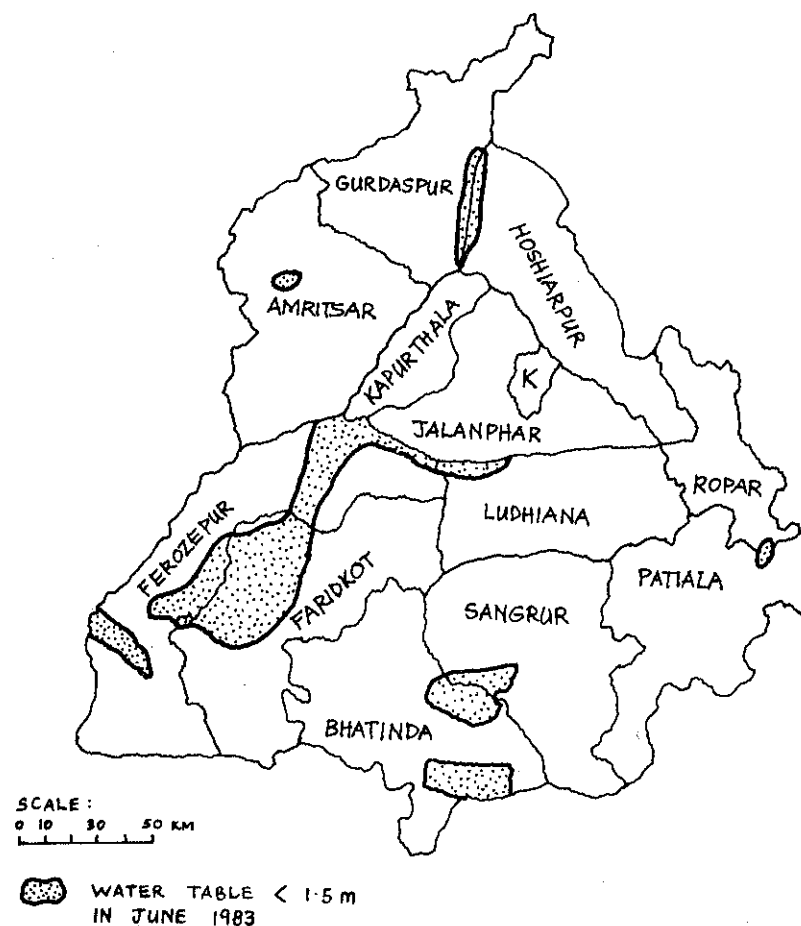 GURDASPUR
HOSHIARPUR
AMRITSAR
KAPURTHALA
K
JALANPHAR
ROPAR
FEROZEPUR
LUDHIANA
FARIDKOT
PATIALA
SANGRUR
BHATINDA
SCALE:
0 10 30 50 KM
WATER TABLE < 1.5 m
IN JUNE 1983